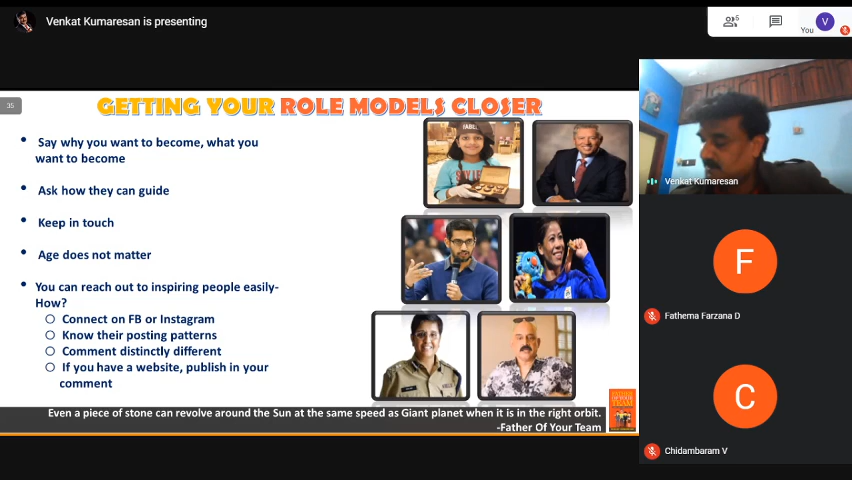 Venkat Kumaresan is presenting
6
You
V
35
GETTING YOUR ROLE MODELS CLOSER
• Say why you want to become, what you
want to become
• Ask how they can guide
• Keep in touch
• Age does not matter
• You can reach out to inspiring people easily-
How?
○ Connect on FB or Instagram
○ Know their posting patterns
○ Comment distinctly different
○ If you have a website, publish in your
comment
Even a piece of stone can revolve around the Sun at the same speed as Giant planet when it is in the right orbit.
-Father Of Your Team
Venkat Kumaresan
F
Fathema Farzana D
C
Chidambaram V